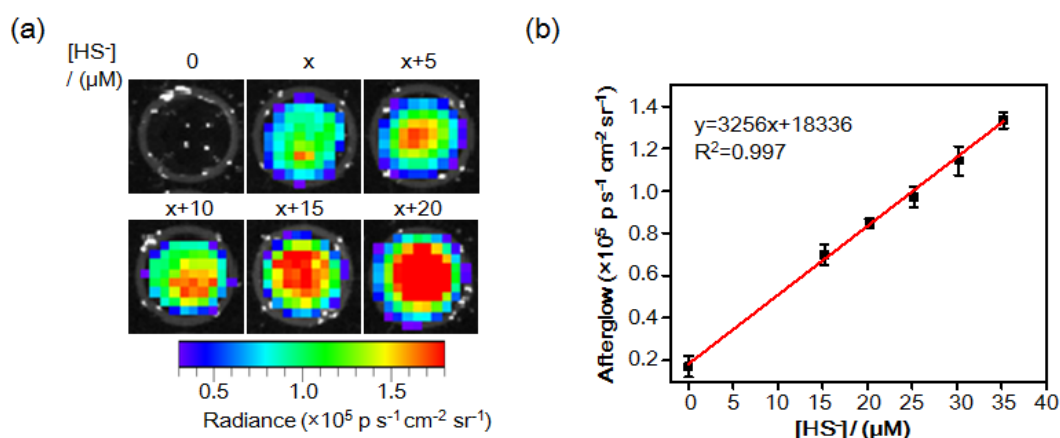 (a)
[HS-] / (μM)
0 x x+5
x+10 x+15 x+20
0.5 1.0 1.5
Radiance (×10⁵ p s⁻¹cm⁻² sr⁻¹)
(b)
y=3256x+18336
R²=0.997
Afterglow (×10⁵ p s⁻¹ cm⁻² sr⁻¹)
1.4
1.2
1.0
0.8
0.6
0.4
0.2
0 5 10 15 20 25 30 35 40
[HS⁻]/ (μM)